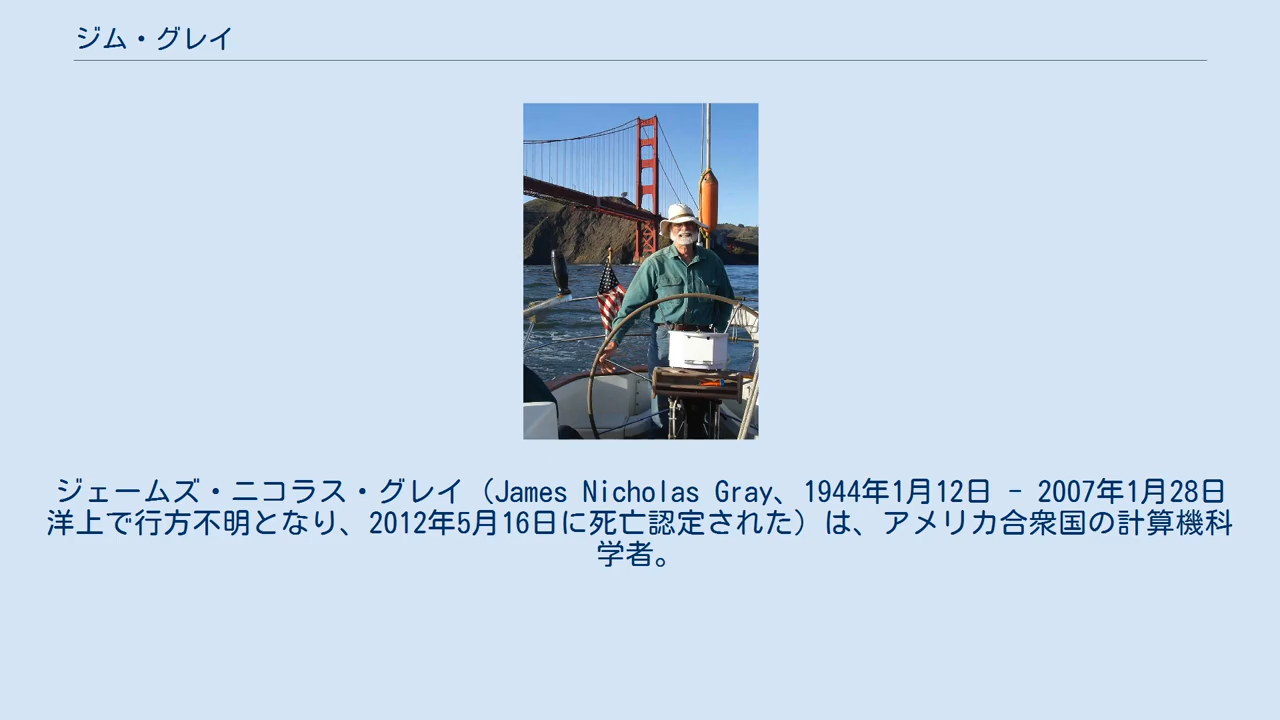 ジム・グレイ
ジェームズ・ニコラス・グレイ（James Nicholas Gray、1944年1月12日 - 2007年1月28日
洋上で行方不明となり、2012年5月16日に死亡認定された）は、アメリカ合衆国の計算機科
学者。